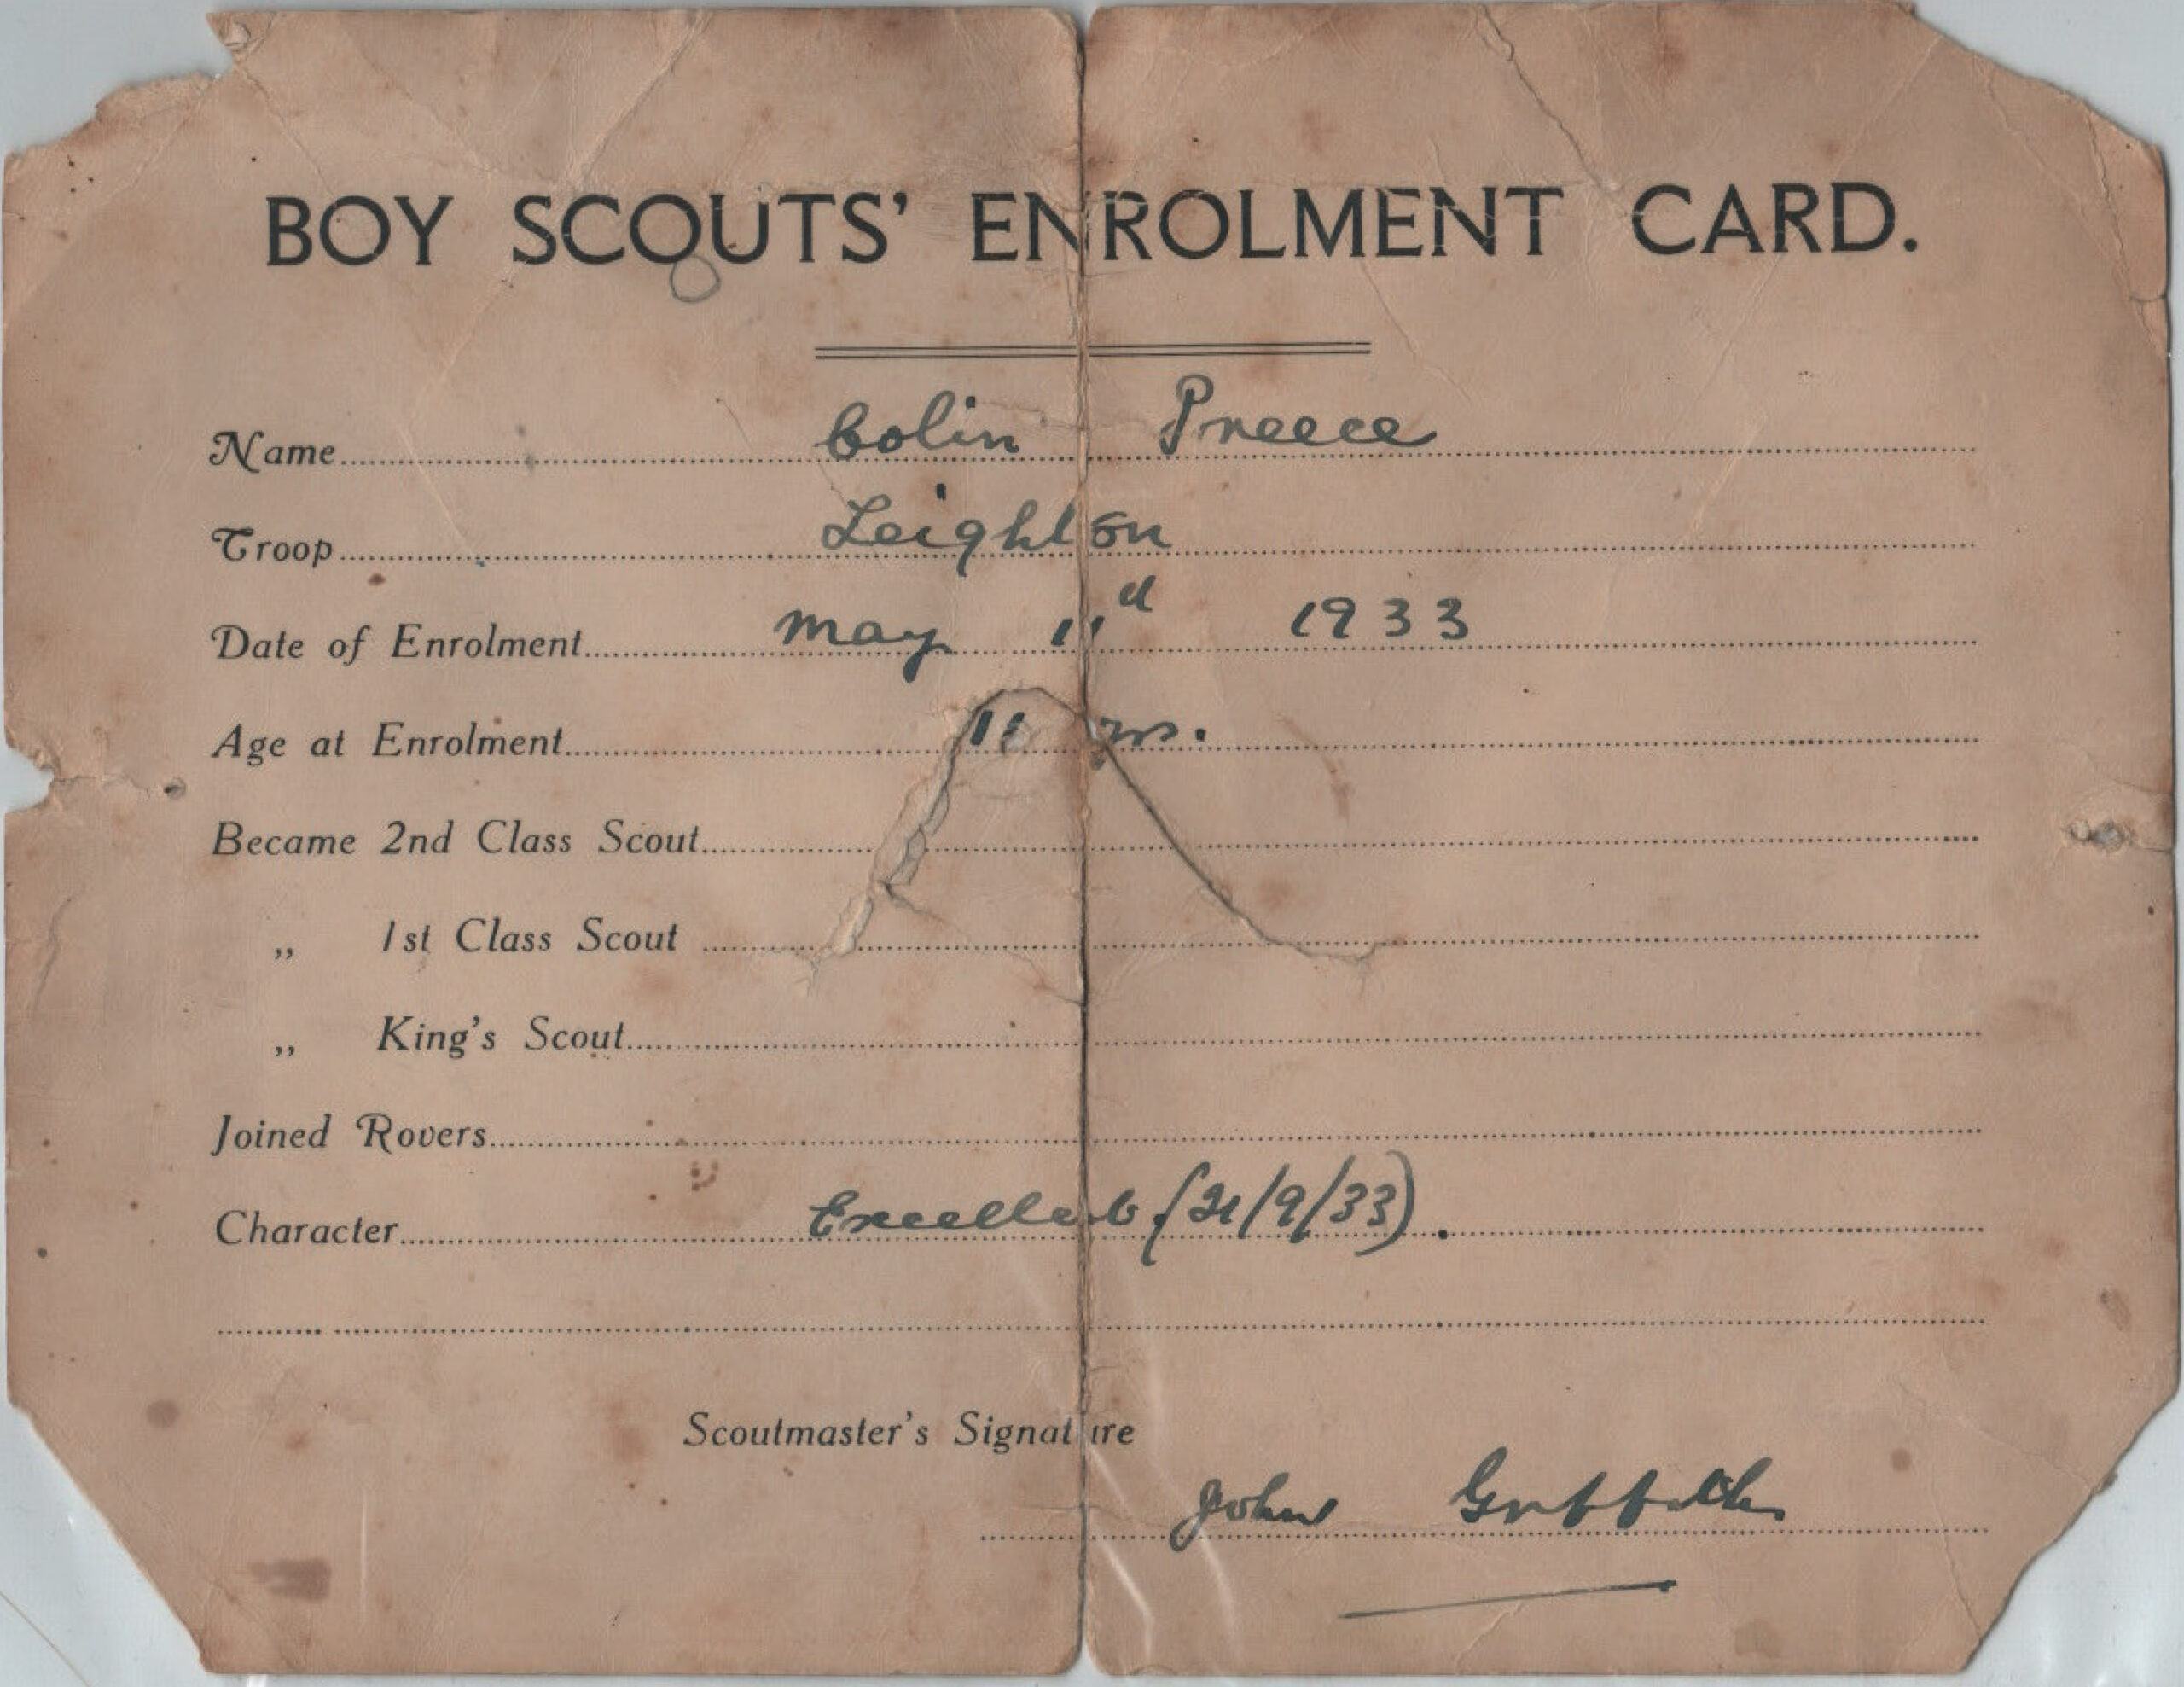 BOY SCOUTS' ENROLMENT CARD.
Name Colin Preece
Troop Leighton
Date of Enrolment May 11d 1933
Age at Enrolment 11 yrs.
Became 2nd Class Scout
„ 1st Class Scout
„ King's Scout
Joined Rovers
Character Excellent (21/9/33).
Scoutmaster's Signature
John Griffiths